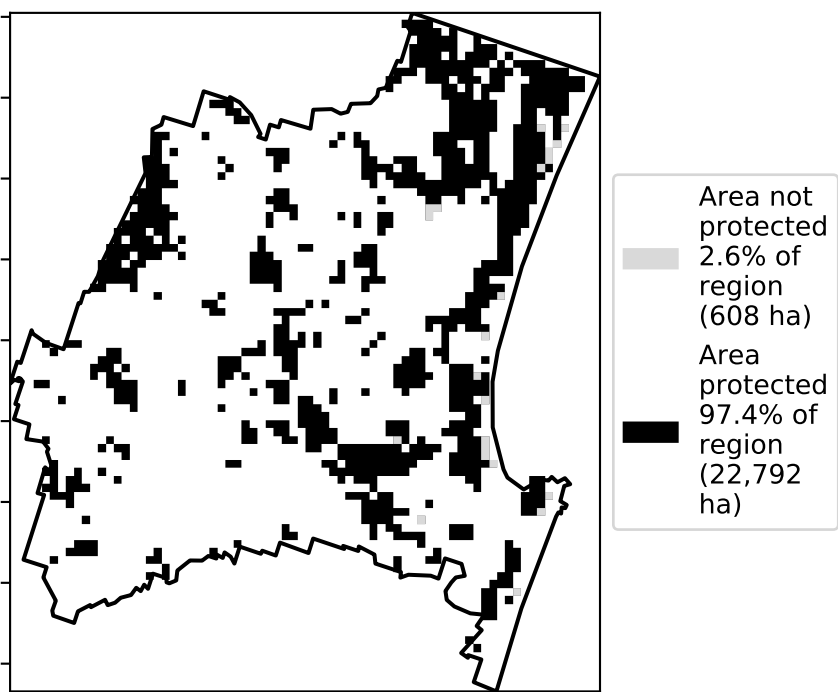 Area not
protected
2.6% of
region
(608 ha)
Area
protected
97.4% of
region
(22,792
ha)